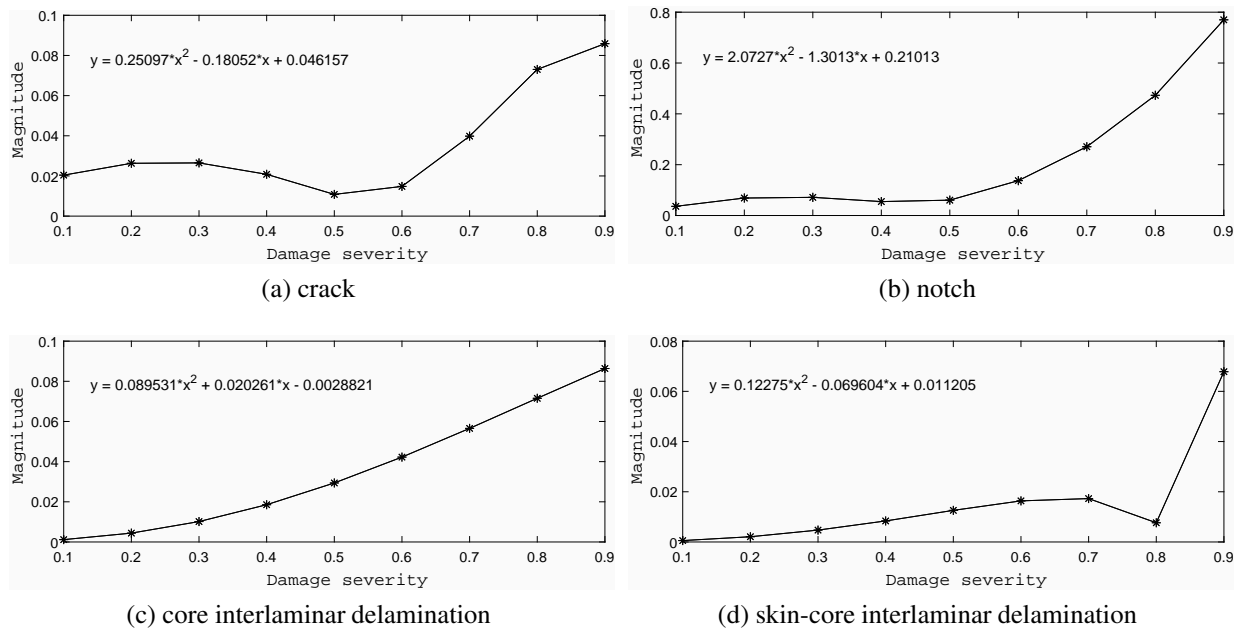 0.1
0.08
0.06
0.04
0.02
0
Magnitude
y = 0.25097*x² - 0.18052*x + 0.046157
0.1 0.2 0.3 0.4 0.5 0.6 0.7 0.8 0.9
Damage severity
(a) crack
0.8
0.6
0.4
0.2
0
Magnitude
y = 2.0727*x² - 1.3013*x + 0.21013
0.1 0.2 0.3 0.4 0.5 0.6 0.7 0.8 0.9
Damage severity
(b) notch
0.1
0.08
0.06
0.04
0.02
0
Magnitude
y = 0.089531*x² + 0.020261*x - 0.0028821
0.1 0.2 0.3 0.4 0.5 0.6 0.7 0.8 0.9
Damage severity
(c) core interlaminar delamination
0.08
0.06
0.04
0.02
0
Magnitude
y = 0.12275*x² - 0.069604*x + 0.011205
0.1 0.2 0.3 0.4 0.5 0.6 0.7 0.8 0.9
Damage severity
(d) skin-core interlaminar delamination